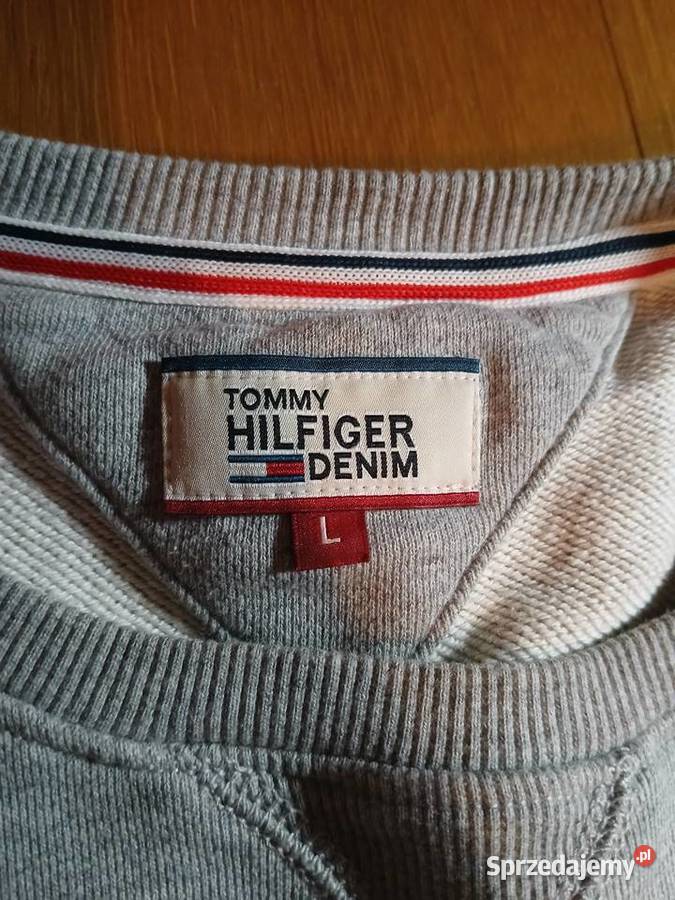 TOMMY
HILFIGER
DENIM
L
Sprzedajemy.pl